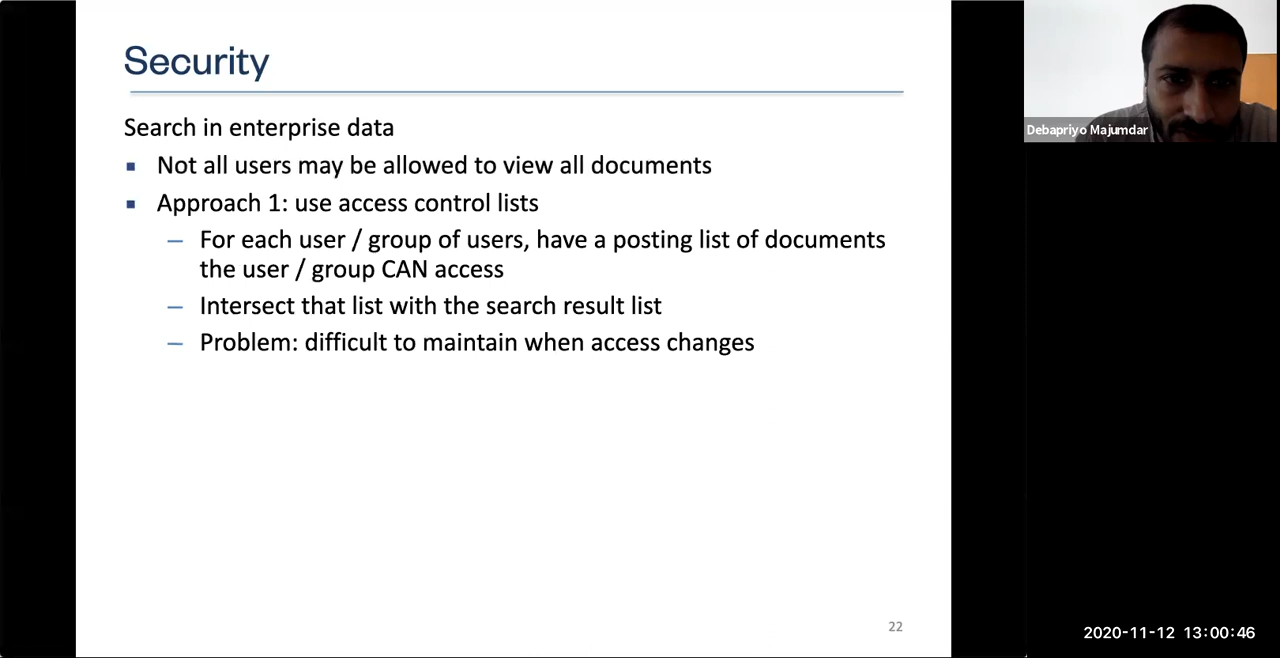 Security
Search in enterprise data
Not all users may be allowed to view all documents
Approach 1: use access control lists
– For each user / group of users, have a posting list of documents
the user / group CAN access
– Intersect that list with the search result list
– Problem: difficult to maintain when access changes
22
Debapriyo Majumdar
2020-11-12 13:00:46